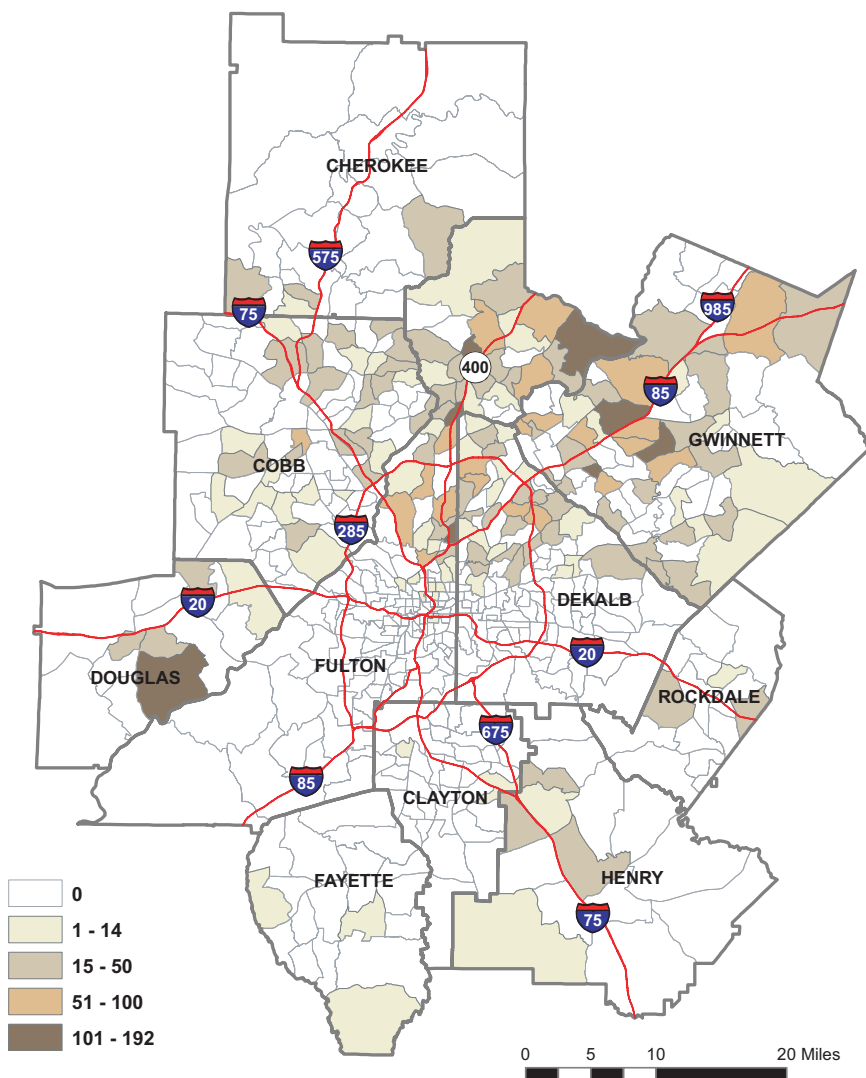 CHEROKEE
575
985
75
400
85
GWINNETT
COBB
285
20
DEKALB
FULTON
20
DOUGLAS
ROCKDALE
675
85
CLAYTON
FAYETTE
HENRY
75
0
1 - 14
15 - 50
51 - 100
101 - 192
0 5 10 20 Miles